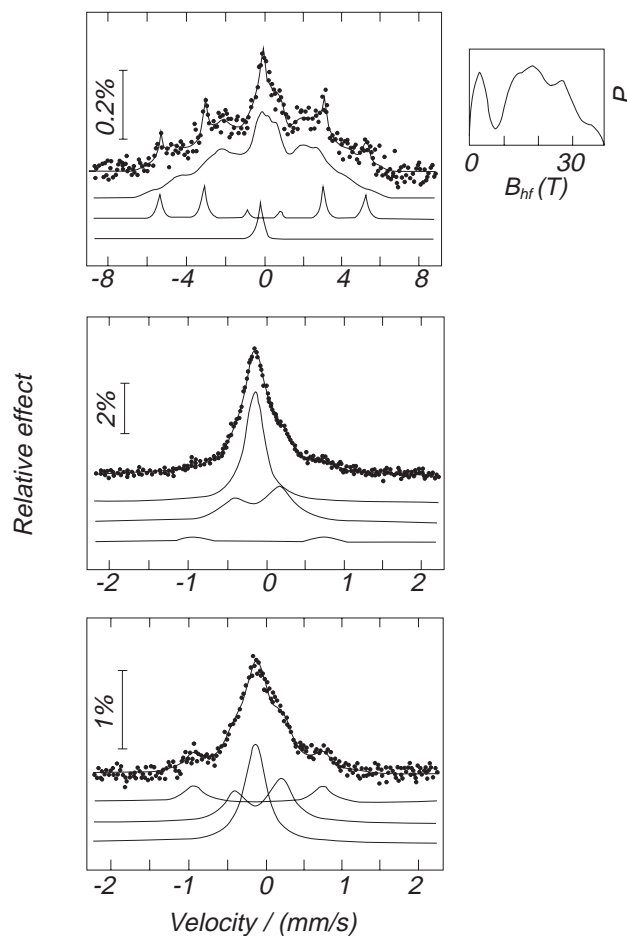 0.2%
-8 -4 0 4 8
P
0 30
B_hf (T)
Relative effect
2%
-2 -1 0 1 2
1%
-2 -1 0 1 2
Velocity / (mm/s)